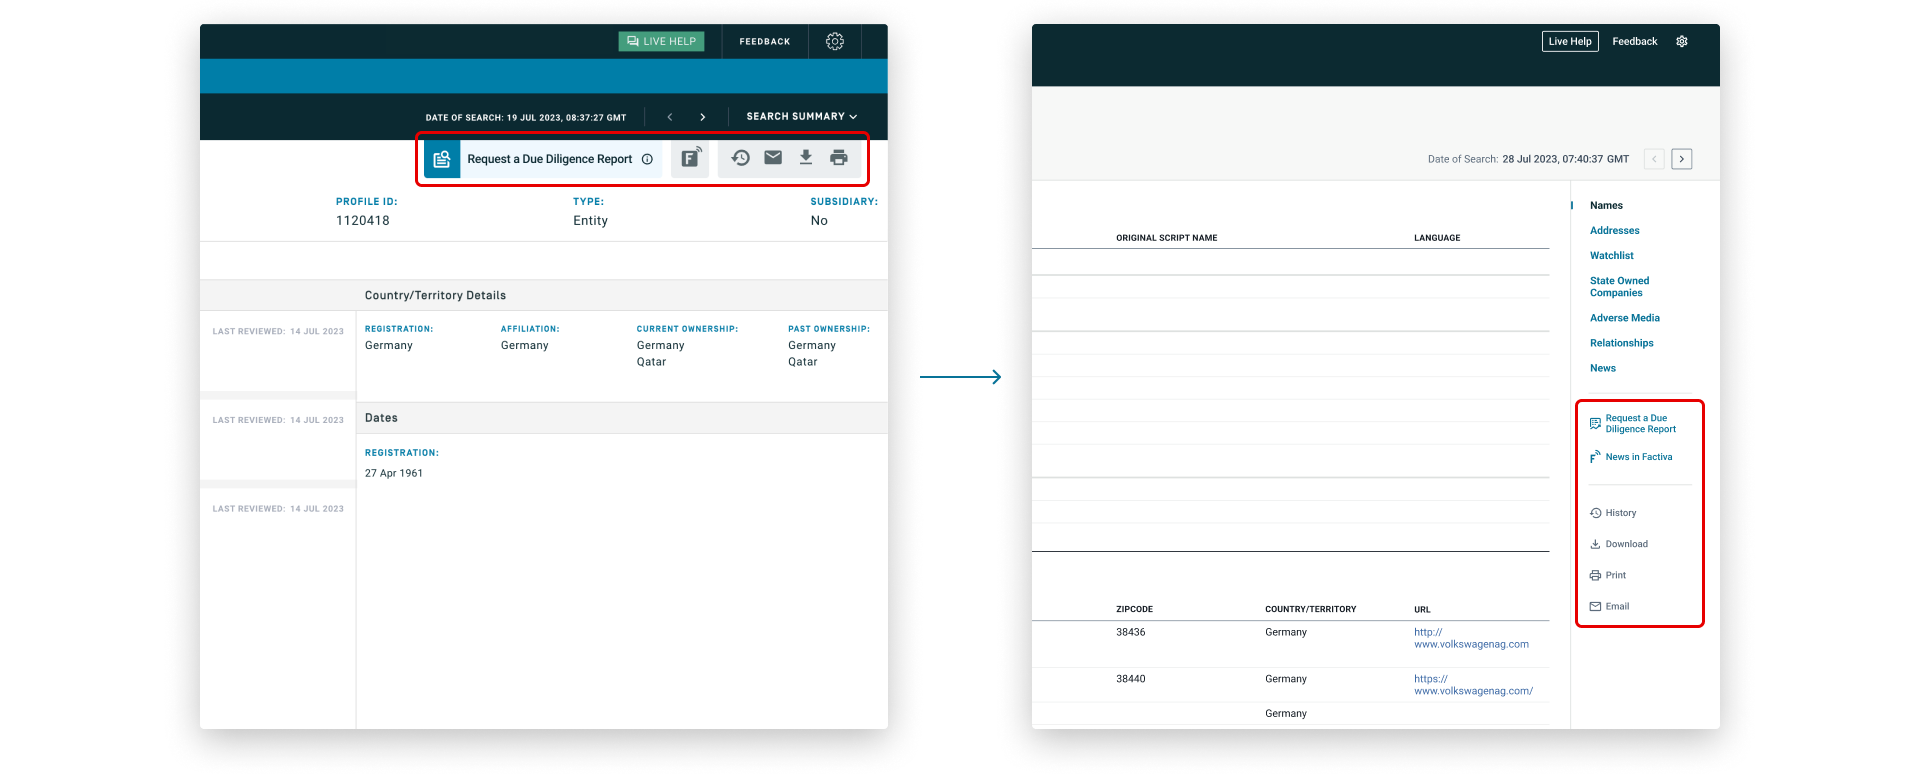 LIVE HELP
FEEDBACK
DATE OF SEARCH: 19 JUL 2023, 08:37:27 GMT
SEARCH SUMMARY
Request a Due Diligence Report
F
PROFILE ID:
TYPE:
SUBSIDIARY:
1120418
Entity
No
Country/Territory Details
LAST REVIEWED: 14 JUL 2023
REGISTRATION:
AFFILIATION:
CURRENT OWNERSHIP:
PAST OWNERSHIP:
Germany
Germany
Germany
Germany
Qatar
Qatar
LAST REVIEWED: 14 JUL 2023
Dates
REGISTRATION:
27 Apr 1961
LAST REVIEWED: 14 JUL 2023
Live Help
Feedback
Date of Search: 28 Jul 2023, 07:40:37 GMT
ORIGINAL SCRIPT NAME
LANGUAGE
ZIPCODE
COUNTRY/TERRITORY
URL
38436
Germany
http://
www.volkswagenag.com
38440
Germany
https://
www.volkswagenag.com/
Germany
Names
Addresses
Watchlist
State Owned
Companies
Adverse Media
Relationships
News
Request a Due
Diligence Report
F
News in Factiva
History
Download
Print
Email